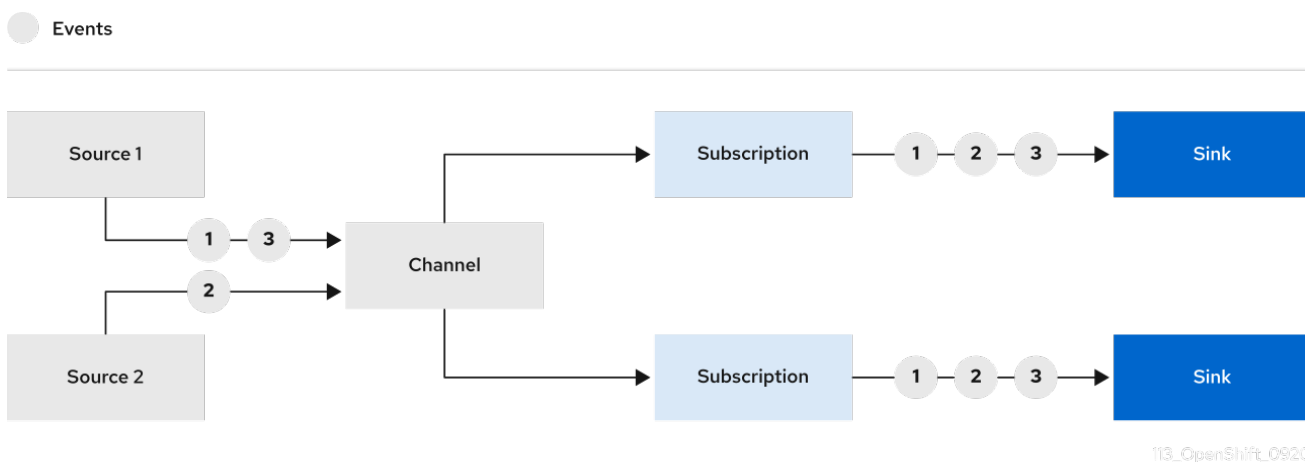 Events
Source 1
Subscription
1 2 3
Sink
1 3
Channel
2
Source 2
Subscription
1 2 3
Sink
113_OpenShift_0920